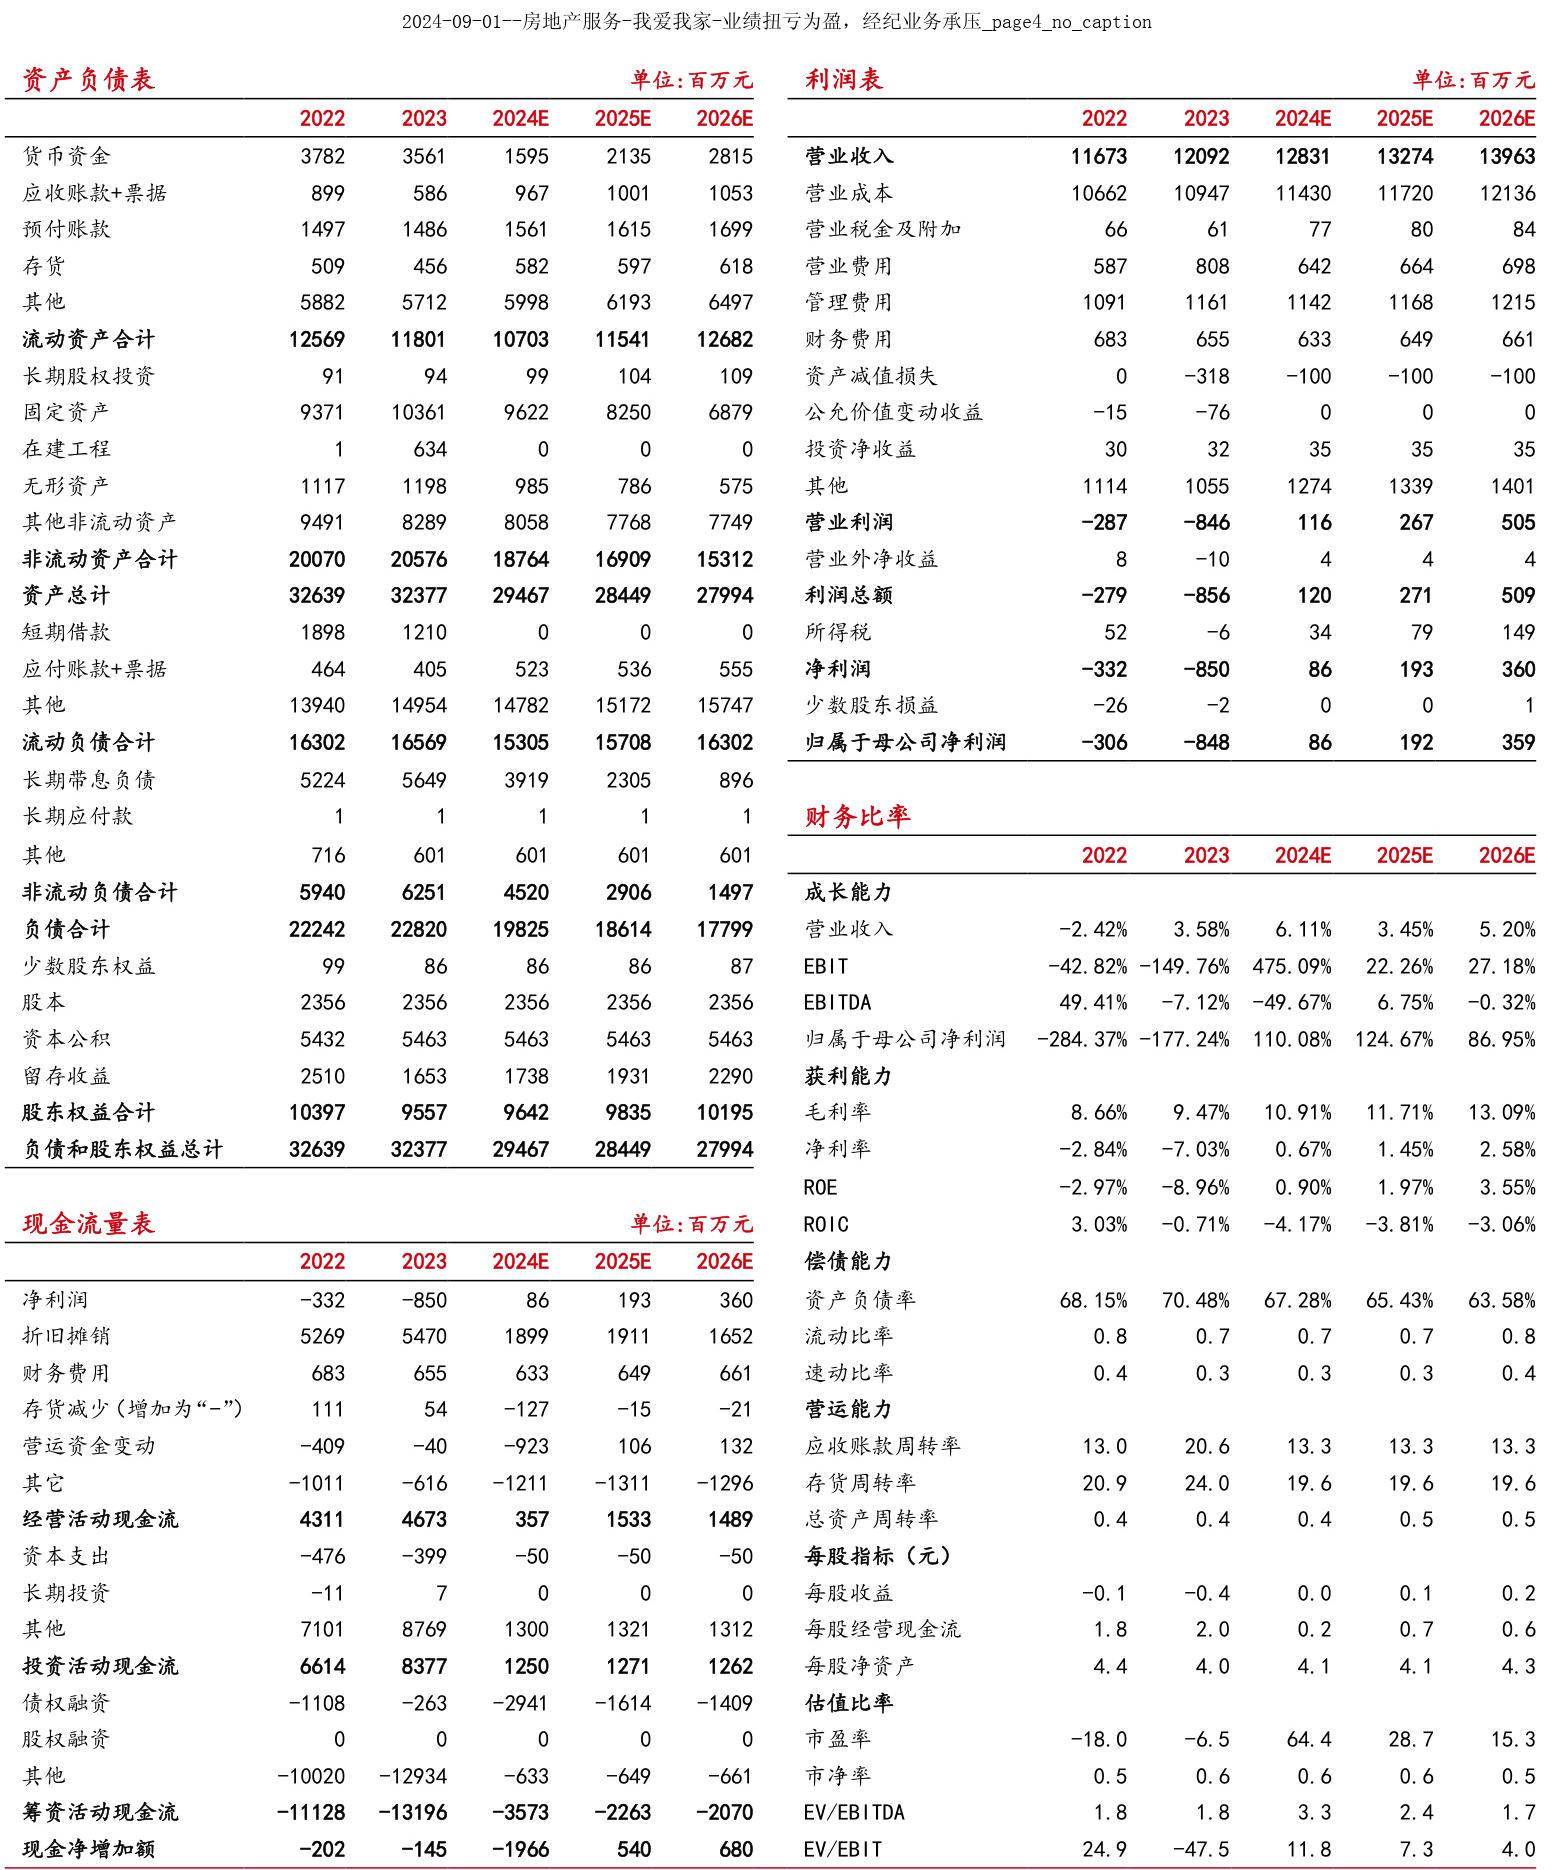 2024-09-01--房地产服务-我爱我家-业绩扭亏为盈，经纪业务承压_page4_no_caption
资产负债表 单位:百万元
2022 2023 2024E 2025E 2026E
货币资金 3782 3561 1595 2135 2815
应收账款+票据 899 586 967 1001 1053
预付账款 1497 1486 1561 1615 1699
存货 509 456 582 597 618
其他 5882 5712 5998 6193 6497
流动资产合计 12569 11801 10703 11541 12682
长期股权投资 91 94 99 104 109
固定资产 9371 10361 9622 8250 6879
在建工程 1 634 0 0 0
无形资产 1117 1198 985 786 575
其他非流动资产 9491 8289 8058 7768 7749
非流动资产合计 20070 20576 18764 16909 15312
资产总计 32639 32377 29467 28449 27994
短期借款 1898 1210 0 0 0
应付账款+票据 464 405 523 536 555
其他 13940 14954 14782 15172 15747
流动负债合计 16302 16569 15305 15708 16302
长期带息负债 5224 5649 3919 2305 896
长期应付款 1 1 1 1 1
其他 716 601 601 601 601
非流动负债合计 5940 6251 4520 2906 1497
负债合计 22242 22820 19825 18614 17799
少数股东权益 99 86 86 86 87
股本 2356 2356 2356 2356 2356
资本公积 5432 5463 5463 5463 5463
留存收益 2510 1653 1738 1931 2290
股东权益合计 10397 9557 9642 9835 10195
负债和股东权益总计 32639 32377 29467 28449 27994
现金流量表 单位:百万元
2022 2023 2024E 2025E 2026E
净利润 -332 -850 86 193 360
折旧摊销 5269 5470 1899 1911 1652
财务费用 683 655 633 649 661
存货减少(增加为“-”) 111 54 -127 -15 -21
营运资金变动 -409 -40 -923 106 132
其它 -1011 -616 -1211 -1311 -1296
经营活动现金流 4311 4673 357 1533 1489
资本支出 -476 -399 -50 -50 -50
长期投资 -11 7 0 0 0
其他 7101 8769 1300 1321 1312
投资活动现金流 6614 8377 1250 1271 1262
债权融资 -1108 -263 -2941 -1614 -1409
股权融资 0 0 0 0 0
其他 -10020 -12934 -633 -649 -661
筹资活动现金流 -11128 -13196 -3573 -2263 -2070
现金净增加额 -202 -145 -1966 540 680
利润表 单位:百万元
2022 2023 2024E 2025E 2026E
营业收入 11673 12092 12831 13274 13963
营业成本 10662 10947 11430 11720 12136
营业税金及附加 66 61 77 80 84
营业费用 587 808 642 664 698
管理费用 1091 1161 1142 1168 1215
财务费用 683 655 633 649 661
资产减值损失 0 -318 -100 -100 -100
公允价值变动收益 -15 -76 0 0 0
投资净收益 30 32 35 35 35
其他 1114 1055 1274 1339 1401
营业利润 -287 -846 116 267 505
营业外净收益 8 -10 4 4 4
利润总额 -279 -856 120 271 509
所得税 52 -6 34 79 149
净利润 -332 -850 86 193 360
少数股东损益 -26 -2 0 0 1
归属于母公司净利润 -306 -848 86 192 359
财务比率
2022 2023 2024E 2025E 2026E
成长能力
营业收入 -2.42% 3.58% 6.11% 3.45% 5.20%
EBIT -42.82% -149.76% 475.09% 22.26% 27.18%
EBITDA 49.41% -7.12% -49.67% 6.75% -0.32%
归属于母公司净利润 -284.37% -177.24% 110.08% 124.67% 86.95%
获利能力
毛利率 8.66% 9.47% 10.91% 11.71% 13.09%
净利率 -2.84% -7.03% 0.67% 1.45% 2.58%
ROE -2.97% -8.96% 0.90% 1.97% 3.55%
ROIC 3.03% -0.71% -4.17% -3.81% -3.06%
偿债能力
资产负债率 68.15% 70.48% 67.28% 65.43% 63.58%
流动比率 0.8 0.7 0.7 0.7 0.8
速动比率 0.4 0.3 0.3 0.3 0.4
营运能力
应收账款周转率 13.0 20.6 13.3 13.3 13.3
存货周转率 20.9 24.0 19.6 19.6 19.6
总资产周转率 0.4 0.4 0.4 0.5 0.5
每股指标（元）
每股收益 -0.1 -0.4 0.0 0.1 0.2
每股经营现金流 1.8 2.0 0.2 0.7 0.6
每股净资产 4.4 4.0 4.1 4.1 4.3
估值比率
市盈率 -18.0 -6.5 64.4 28.7 15.3
市净率 0.5 0.6 0.6 0.6 0.5
EV/EBITDA 1.8 1.8 3.3 2.4 1.7
EV/EBIT 24.9 -47.5 11.8 7.3 4.0